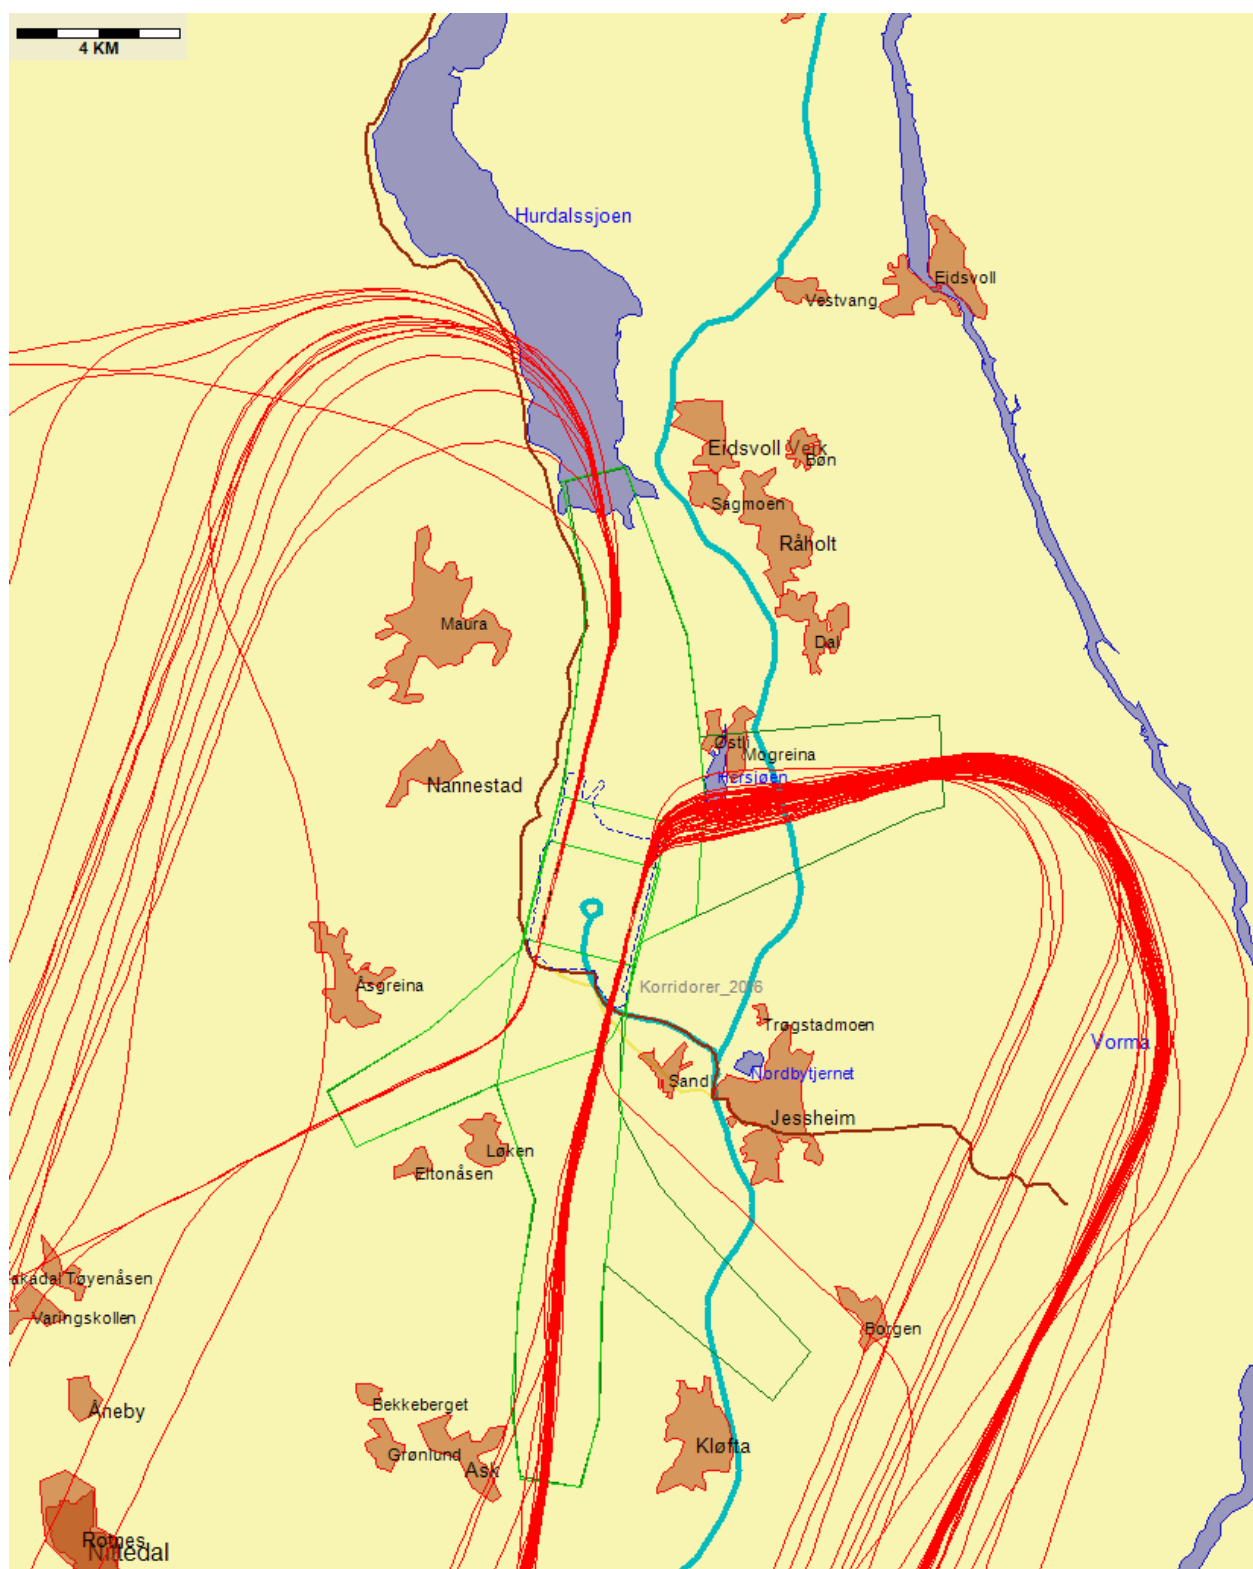 4 KM
Hurdalssjoen
Eidsvoll
Vestvang
Eidsvoll Verk
Bøn
Sagmoen
Råholt
Maura
Dal
Østli
Mogreina
Hersjøen
Nannestad
Åsgreina
Korridorer_2016
Trøgstadmoen
Vorma
Sand
Nordbytjernet
Jessheim
Løken
Eltonåsen
akadal Tøyenåsen
Varingskollen
Borgen
Bekkeberget
Åneby
Grønlund
Kløfta
Ask
Rotnes
Nittedal